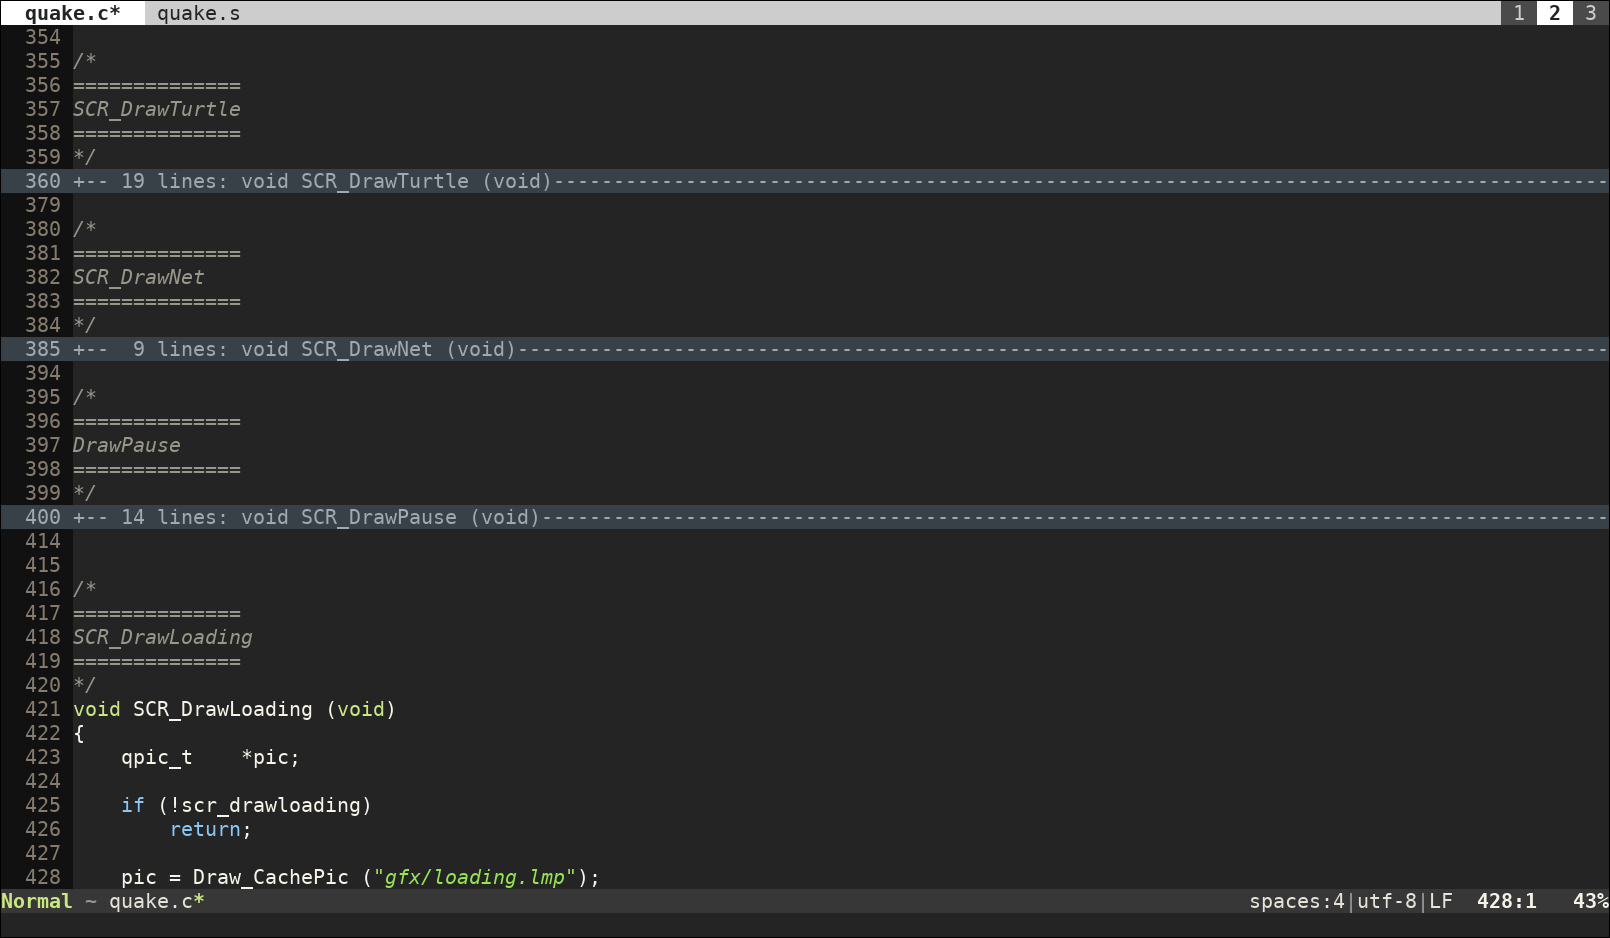 quake.c* quake.s 1 2 3
354
355 /*
356 ==============
357 SCR_DrawTurtle
358 ==============
359 */
360 +-- 19 lines: void SCR_DrawTurtle (void)----------------------------------------------------------------------------------------
379
380 /*
381 ==============
382 SCR_DrawNet
383 ==============
384 */
385 +--  9 lines: void SCR_DrawNet (void)-------------------------------------------------------------------------------------------
394
395 /*
396 ==============
397 DrawPause
398 ==============
399 */
400 +-- 14 lines: void SCR_DrawPause (void)-----------------------------------------------------------------------------------------
414
415
416 /*
417 ==============
418 SCR_DrawLoading
419 ==============
420 */
421 void SCR_DrawLoading (void)
422 {
423     qpic_t    *pic;
424
425     if (!scr_drawloading)
426         return;
427
428     pic = Draw_CachePic ("gfx/loading.lmp");
Normal ~ quake.c* spaces:4|utf-8|LF 428:1 43%